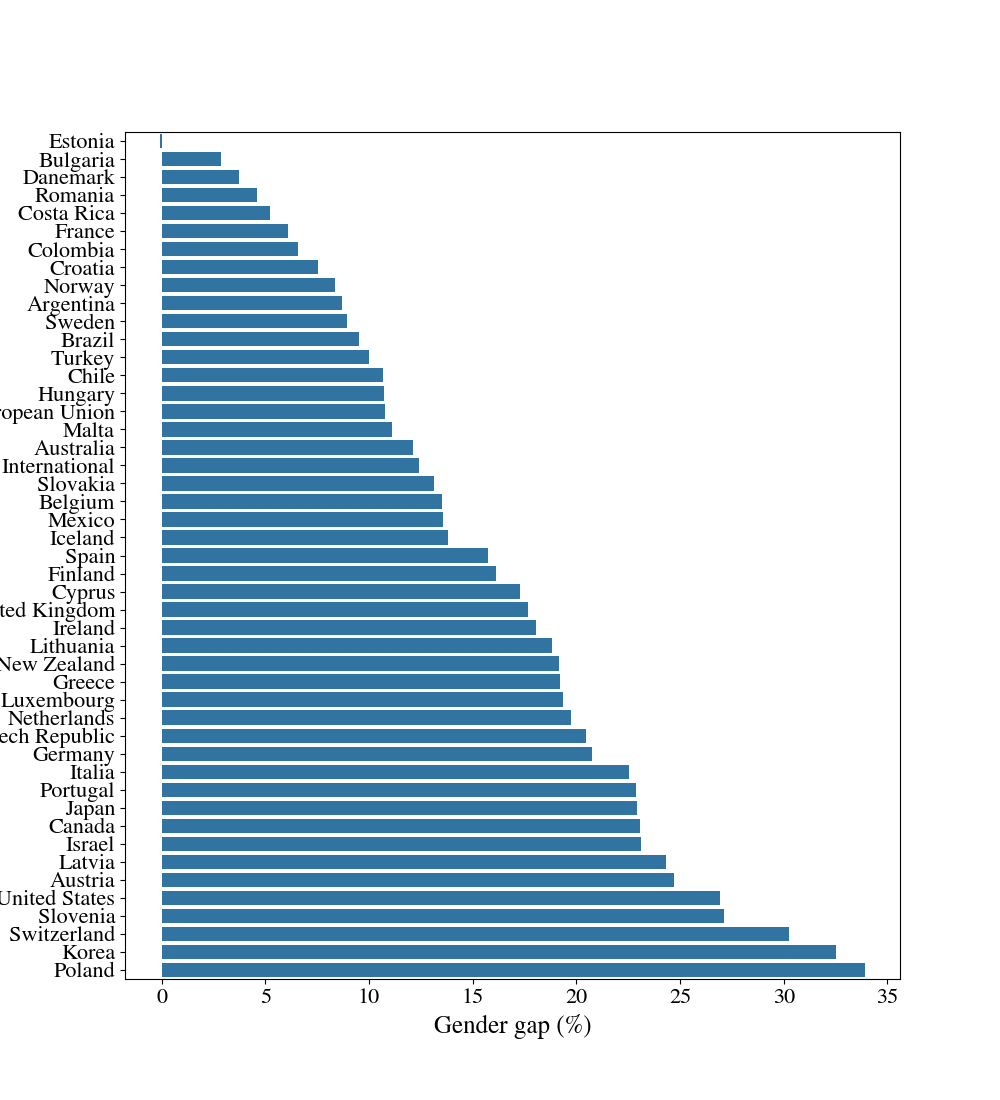 Estonia
Bulgaria
Danemark
Romania
Costa Rica
France
Colombia
Croatia
Norway
Argentina
Sweden
Brazil
Turkey
Chile
Hungary
ropean Union
Malta
Australia
International
Slovakia
Belgium
Mexico
Iceland
Spain
Finland
Cyprus
ted Kingdom
Ireland
Lithuania
New Zealand
Greece
Luxembourg
Netherlands
ech Republic
Germany
Italia
Portugal
Japan
Canada
Israel
Latvia
Austria
United States
Slovenia
Switzerland
Korea
Poland
0 5 10 15 20 25 30 35
Gender gap (%)